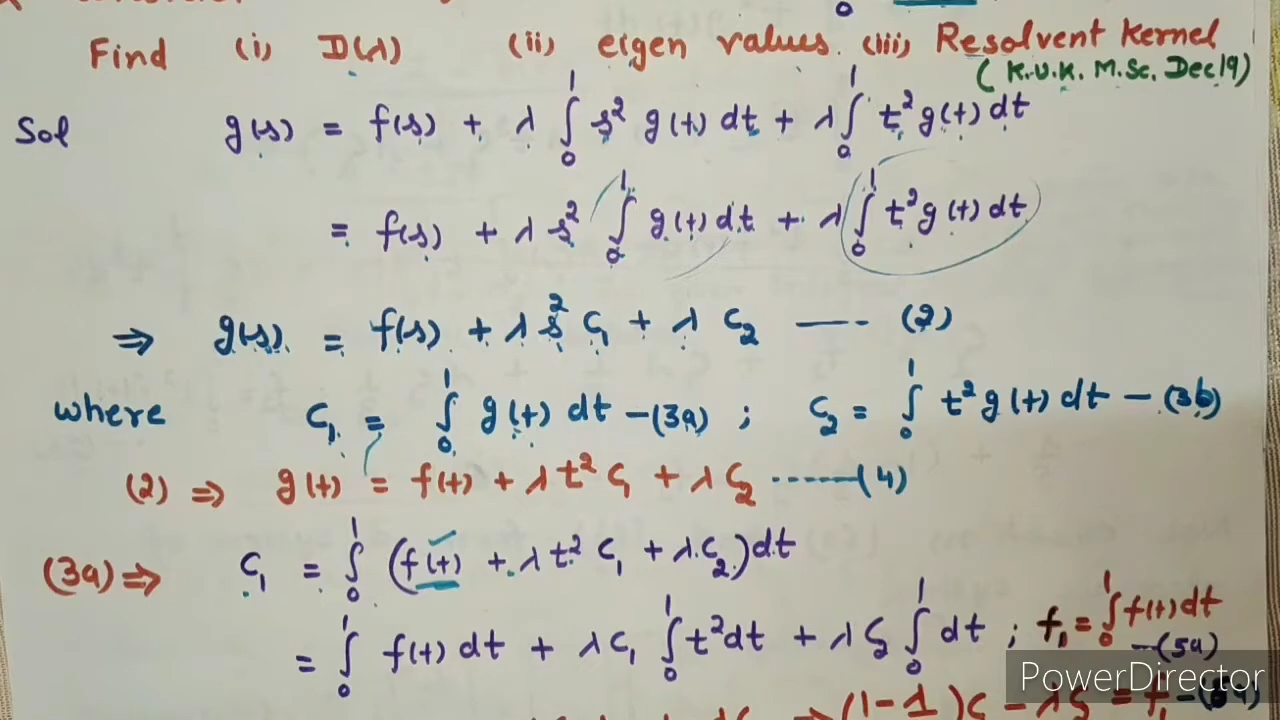 Find (i) D(λ) (ii) eigen values. (iii) Resolvent Kernel
(K.U.K. M.Sc. Dec19)
Sol g(s) = f(s) + λ ∫₀¹ s² g(t) dt + λ ∫₀¹ t² g(t) dt
= f(s) + λ s² ∫₀¹ g(t) dt + λ ∫₀¹ t² g(t) dt
⇒ g(s) = f(s) + λ s² C₁ + λ C₂ —— (2)
where C₁ = ∫₀¹ g(t) dt —(3a) ; C₂ = ∫₀¹ t² g(t) dt — (3b)
(2) ⇒ g(t) = f(t) + λ t² C₁ + λ C₂ ------(4)
(3a) ⇒ C₁ = ∫₀¹ (f(t) + λ t² C₁ + λ C₂) dt
= ∫₀¹ f(t) dt + λ C₁ ∫₀¹ t² dt + λ C₂ ∫₀¹ dt ; f₁ = ∫₀¹ f(t) dt
—(5a)
PowerDirector